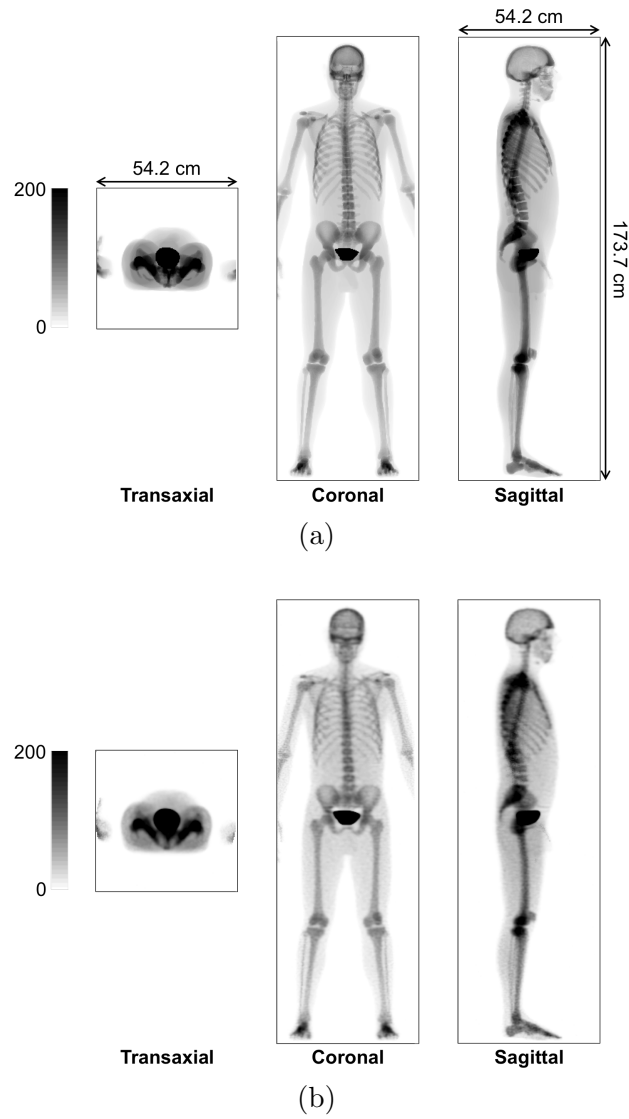 54.2 cm
54.2 cm
200
0
173.7 cm
Transaxial
Coronal
Sagittal
(a)
200
0
Transaxial
Coronal
Sagittal
(b)